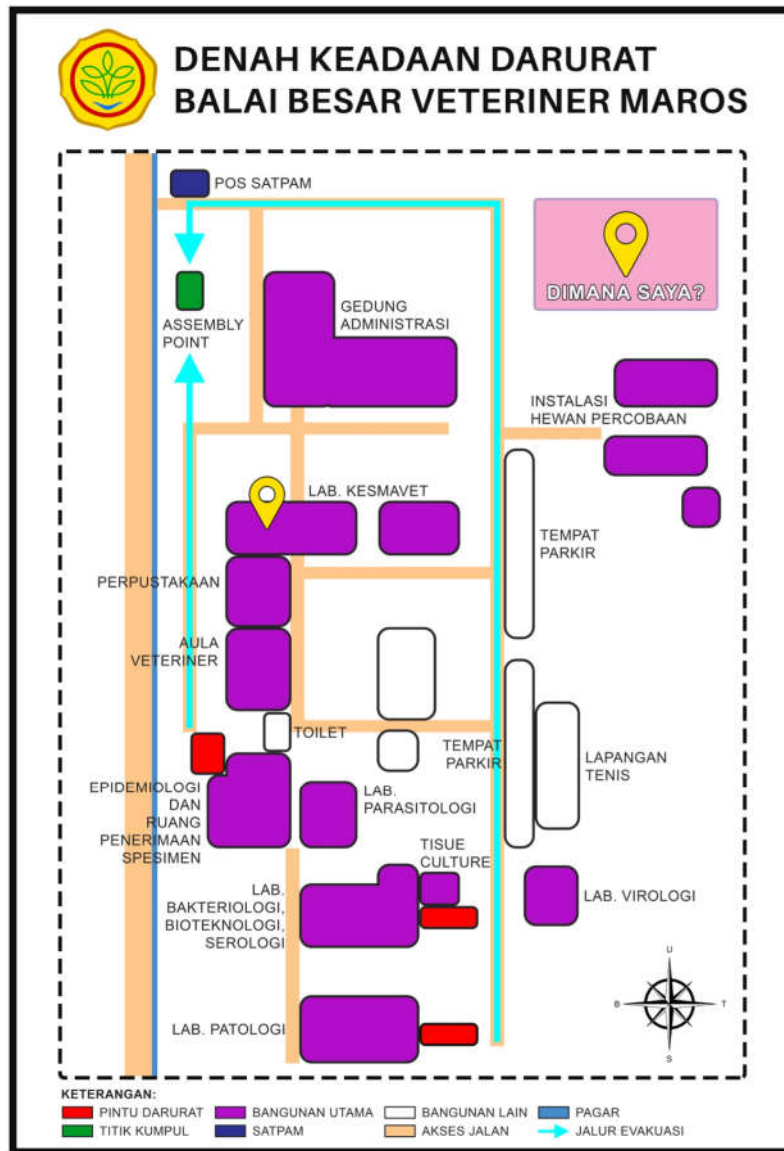 DENAH KEADAAN DARURAT
BALAI BESAR VETERINER MAROS
POS SATPAM
DIMANA SAYA?
ASSEMBLY
POINT
GEDUNG
ADMINISTRASI
INSTALASI
HEWAN PERCOBAAN
LAB. KESMAVET
TEMPAT
PARKIR
PERPUSTAKAAN
AULA
VETERINER
TOILET
TEMPAT
PARKIR
LAPANGAN
TENIS
EPIDEMIOLOGI
DAN
RUANG
PENERIMAAN
SPESIMEN
LAB.
PARASITOLOGI
TISUE
CULTURE
LAB.
BAKTERIOLOGI,
BIOTEKNOLOGI,
SEROLOGI
LAB. VIROLOGI
LAB. PATOLOGI
U
B
T
S
KETERANGAN:
PINTU DARURAT
BANGUNAN UTAMA
BANGUNAN LAIN
PAGAR
TITIK KUMPUL
SATPAM
AKSES JALAN
JALUR EVAKUASI